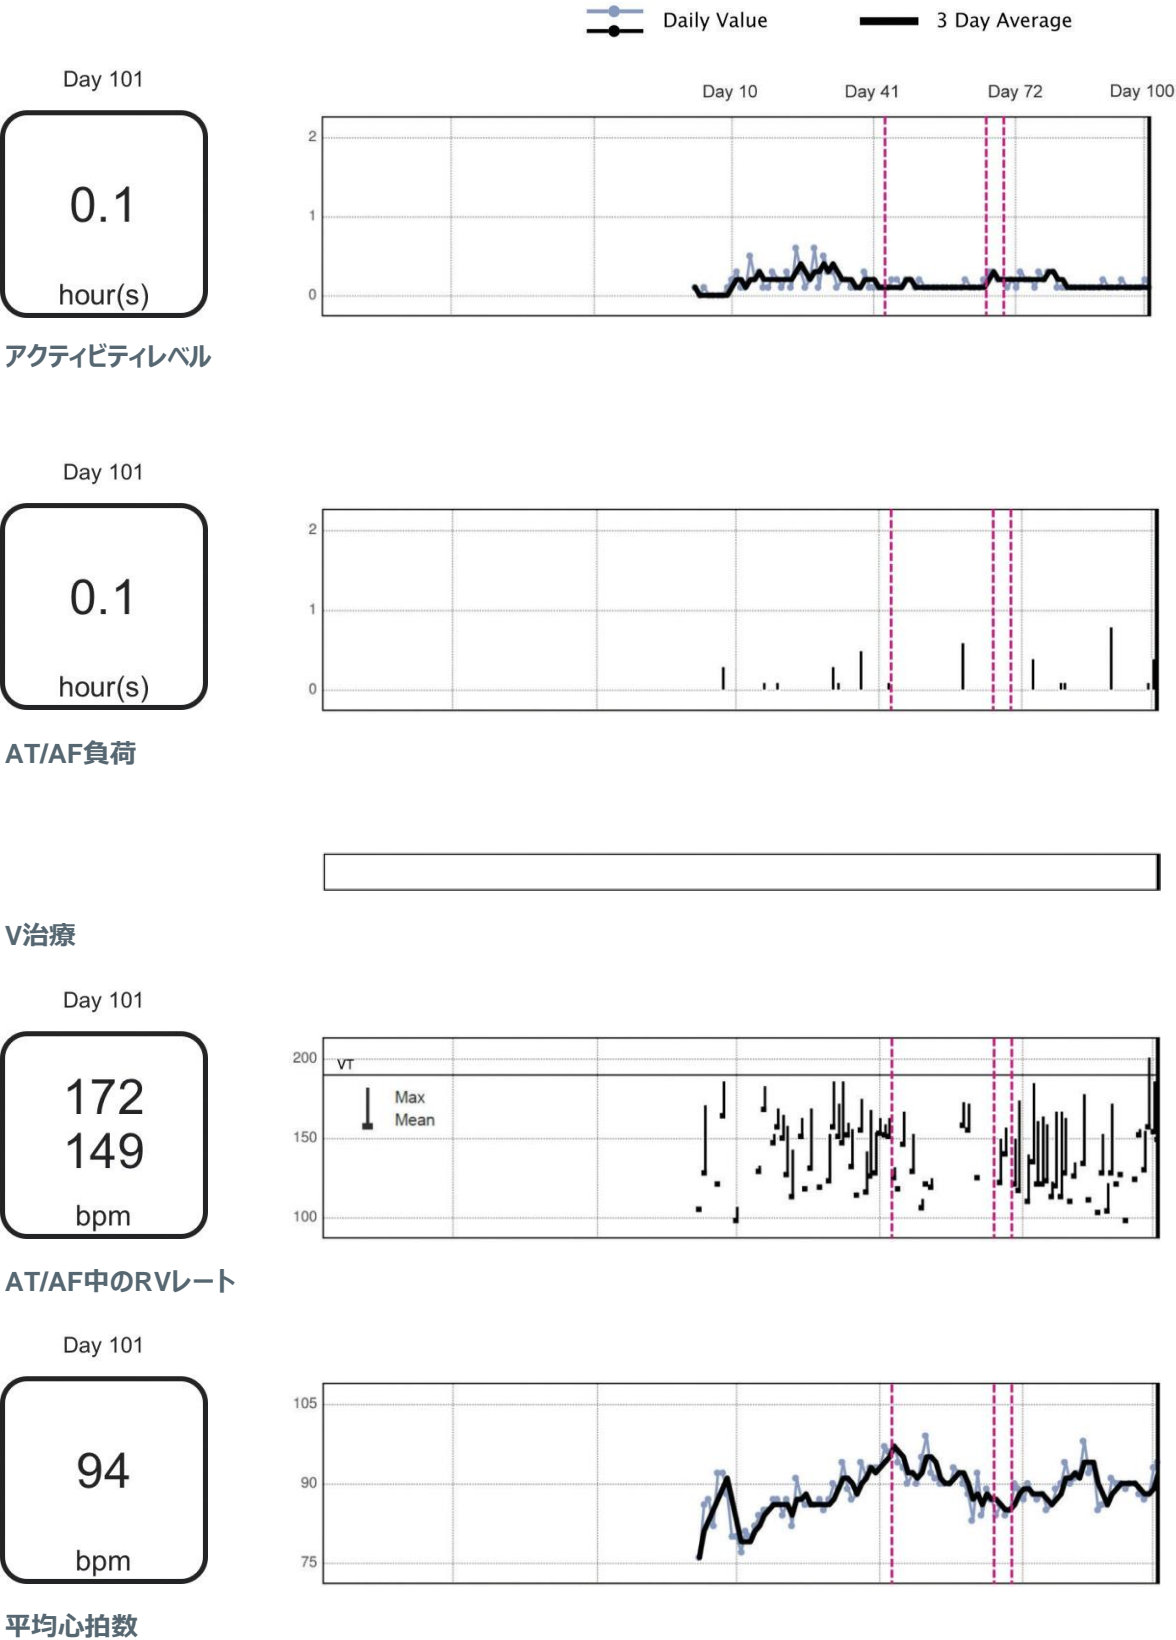 Daily Value 3 Day Average
Day 101
Day 10 Day 41 Day 72 Day 100
2
1
0
0.1
hour(s)
アクティビティレベル
Day 101
2
1
0
0.1
hour(s)
AT/AF負荷
V治療
Day 101
200
150
100
VT
Max
Mean
172
149
bpm
AT/AF中のRVレート
Day 101
105
90
75
94
bpm
平均心拍数